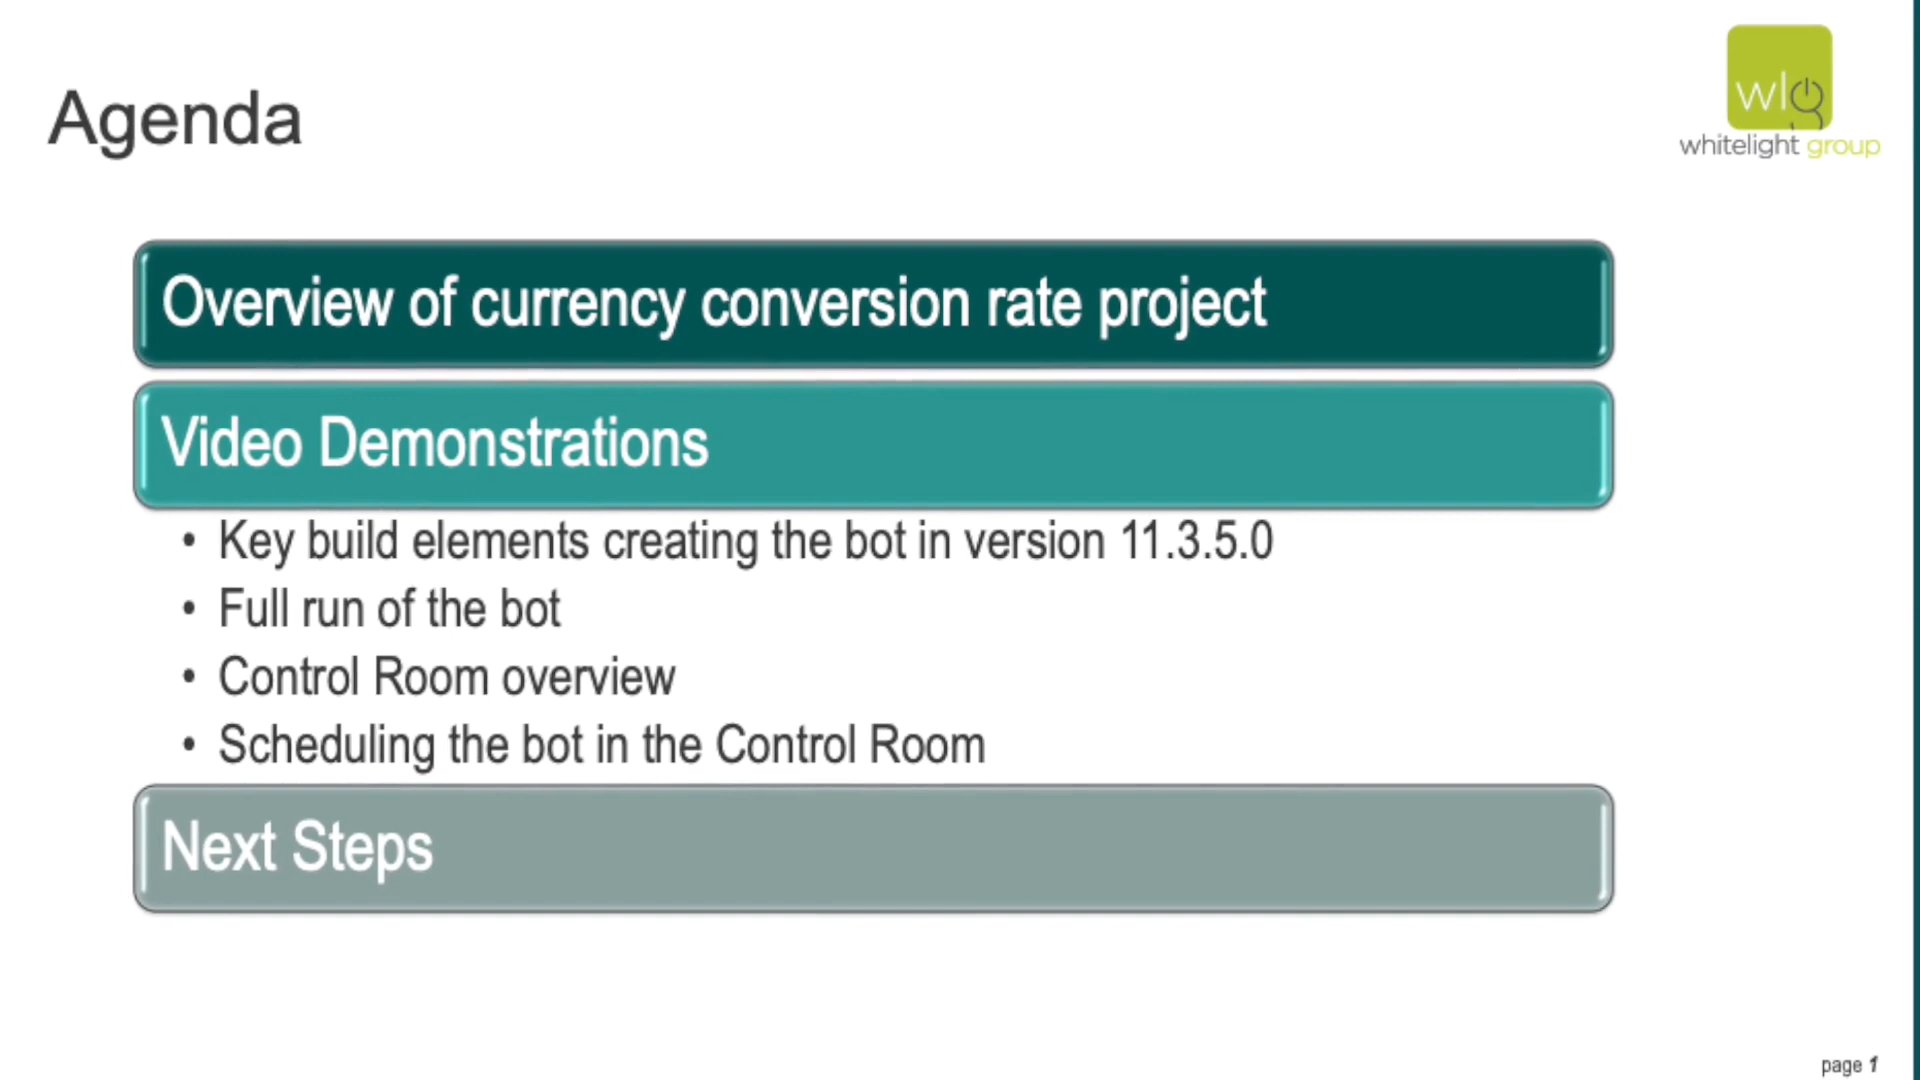 Agenda
wlg
whitelight group
Overview of currency conversion rate project
Video Demonstrations
• Key build elements creating the bot in version 11.3.5.0
• Full run of the bot
• Control Room overview
• Scheduling the bot in the Control Room
Next Steps
page 1